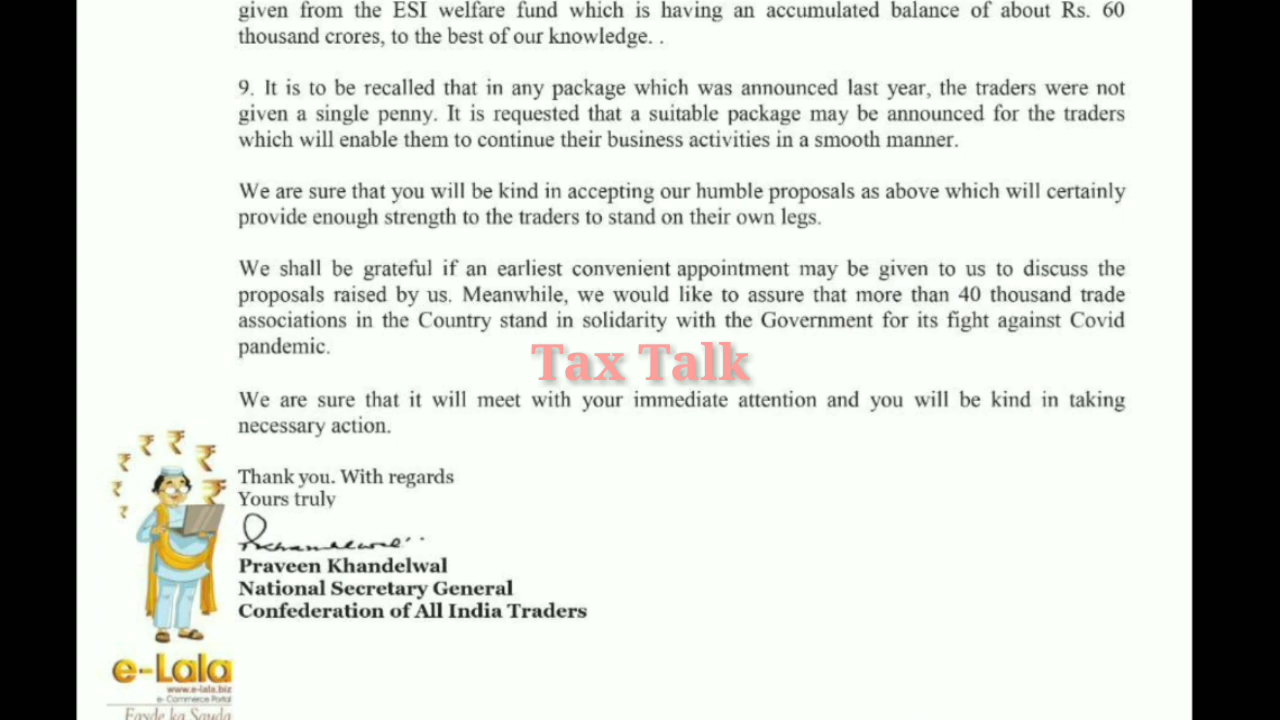 given from the ESI welfare fund which is having an accumulated balance of about Rs. 60
thousand crores, to the best of our knowledge. .
9. It is to be recalled that in any package which was announced last year, the traders were not
given a single penny. It is requested that a suitable package may be announced for the traders
which will enable them to continue their business activities in a smooth manner.
We are sure that you will be kind in accepting our humble proposals as above which will certainly
provide enough strength to the traders to stand on their own legs.
We shall be grateful if an earliest convenient appointment may be given to us to discuss the
proposals raised by us. Meanwhile, we would like to assure that more than 40 thousand trade
associations in the Country stand in solidarity with the Government for its fight against Covid
pandemic.
Tax Talk
We are sure that it will meet with your immediate attention and you will be kind in taking
necessary action.
Thank you. With regards
Yours truly
Praveen Khandelwal
National Secretary General
Confederation of All India Traders
e-Lala
www.e-lala.biz
e- Commerce Portal
Fayde ka Sauda